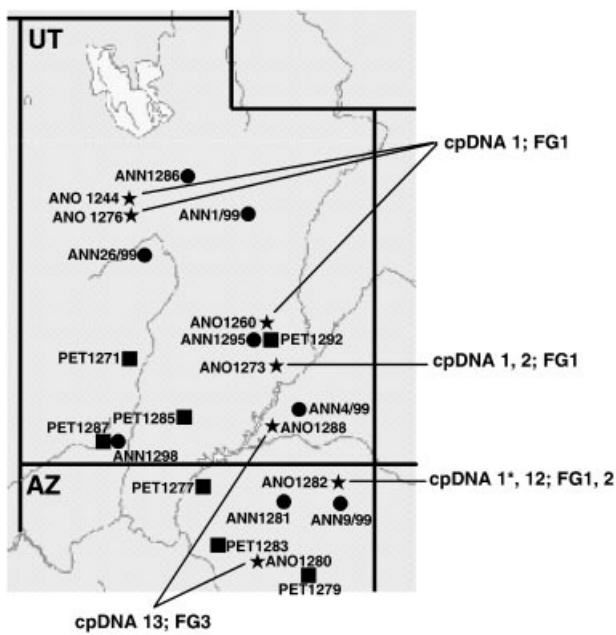 UT
cpDNA 1; FG1
ANN1286
ANO 1244
ANO 1276
ANN1/99
ANN26/99
ANO1260
ANN1295
PET1292
PET1271
ANO1273
cpDNA 1, 2; FG1
ANN4/99
PET1285
PET1287
ANO1288
ANN1298
AZ
PET1277
ANO1282
cpDNA 1*, 12; FG1, 2
ANN1281
ANN9/99
PET1283
ANO1280
PET1279
cpDNA 13; FG3